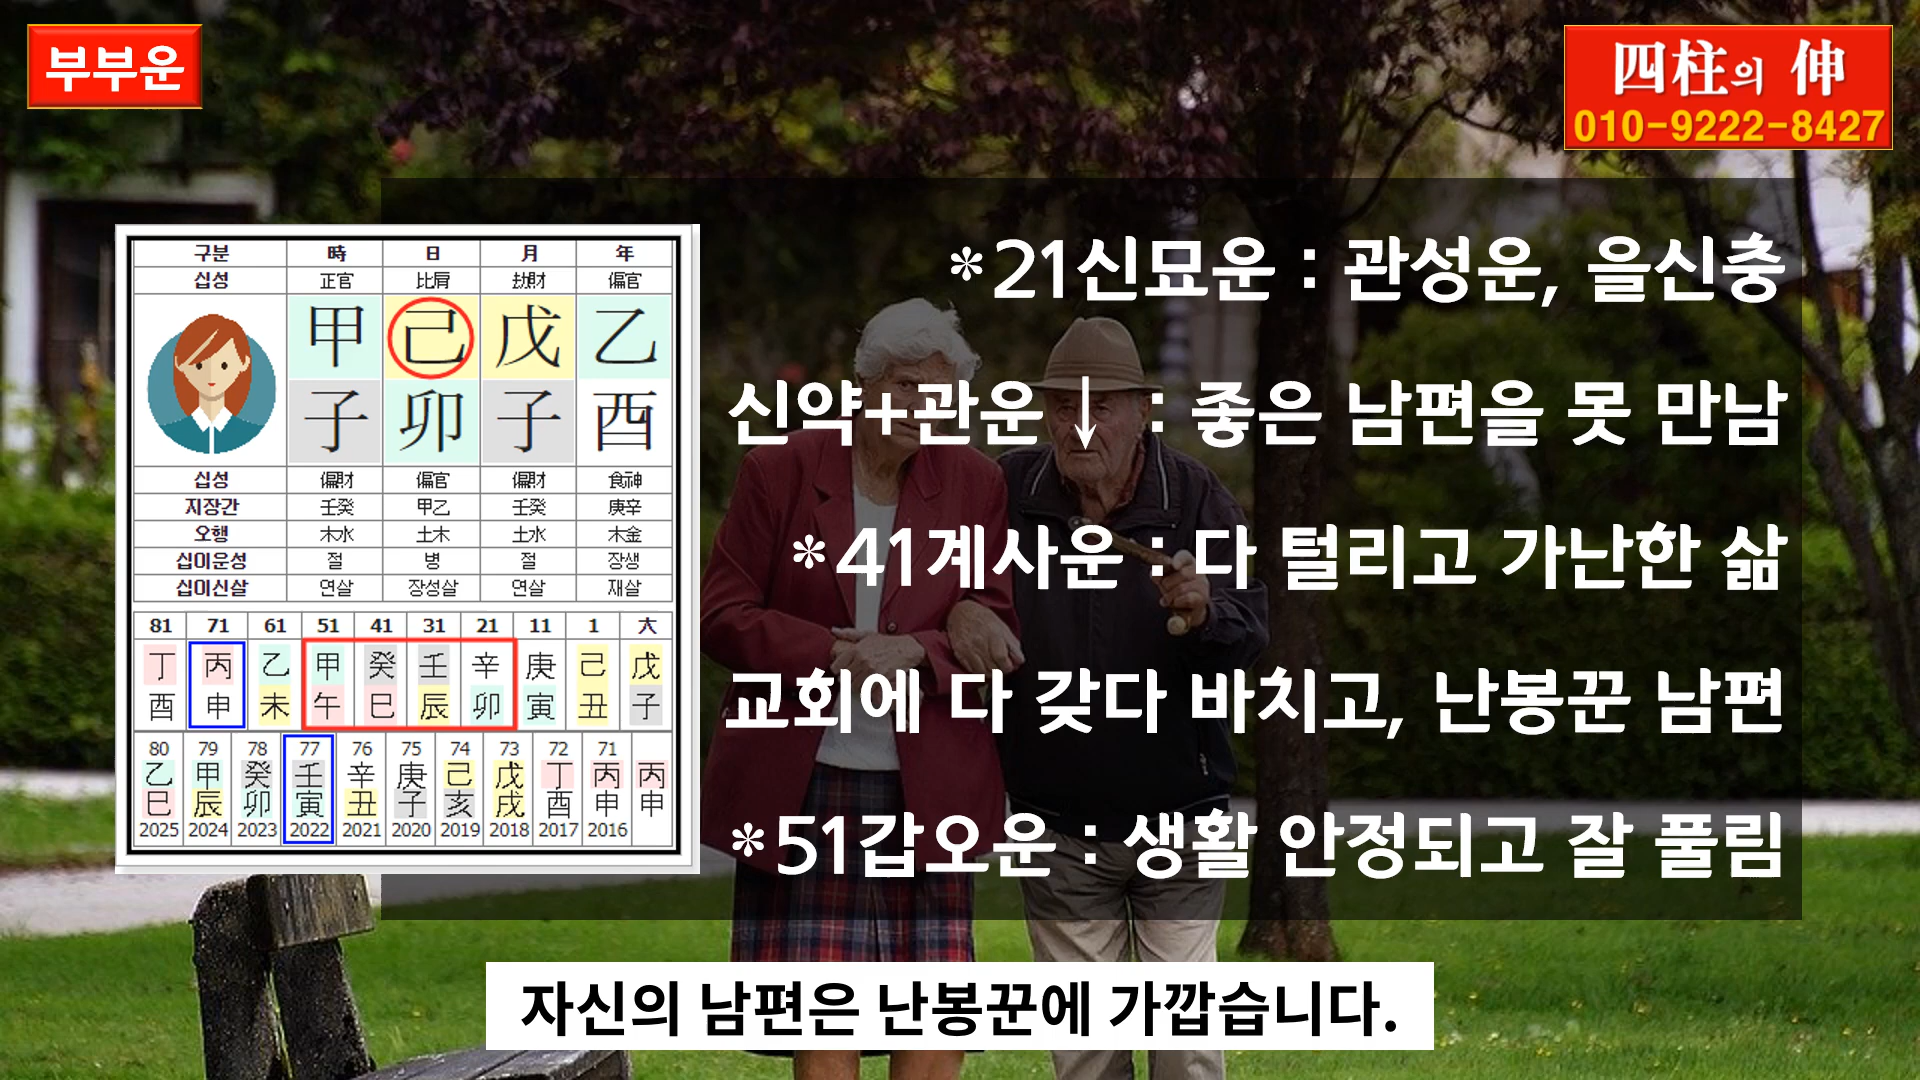 부부운
四柱의 伸
010-9222-8427
구분 時 日 月 年
십성 正官 比肩 劫財 偏官
甲 己 戊 乙
子 卯 子 酉
십성 偏財 偏官 偏財 食神
지장간 壬癸 甲乙 壬癸 庚辛
오행 木水 土木 土水 木金
십이운성 절 병 절 장생
십이신살 연살 장성살 연살 재살
81 71 61 51 41 31 21 11 1 大
丁 丙 乙 甲 癸 壬 辛 庚 己 戊
酉 申 未 午 巳 辰 卯 寅 丑 子
80 79 78 77 76 75 74 73 72 71
乙 甲 癸 壬 辛 庚 己 戊 丁 丙 丙
巳 辰 卯 寅 丑 子 亥 戌 酉 申 申
2025 2024 2023 2022 2021 2020 2019 2018 2017 2016
*21신묘운 : 관성운, 을신충
신약+관운↓ : 좋은 남편을 못 만남
*41계사운 : 다 털리고 가난한 삶
교회에 다 갖다 바치고, 난봉꾼 남편
*51갑오운 : 생활 안정되고 잘 풀림
자신의 남편은 난봉꾼에 가깝습니다.